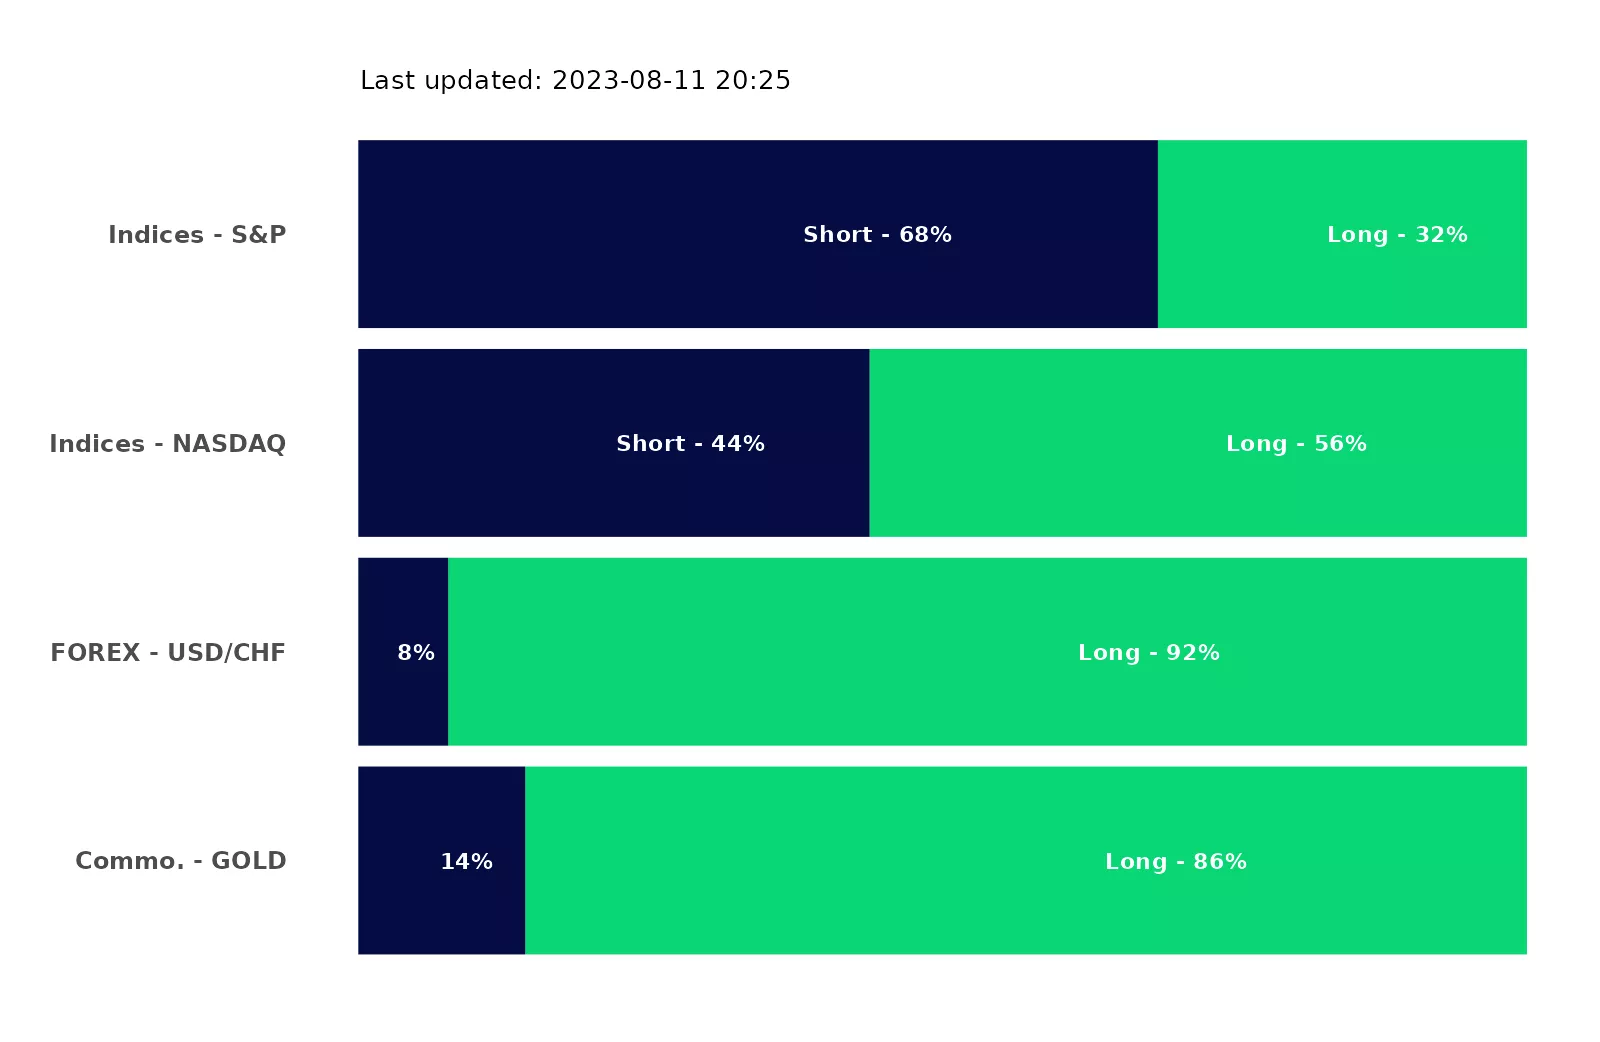 Last updated: 2023-08-11 20:25
Indices - S&P
Short - 68%
Long - 32%
Indices - NASDAQ
Short - 44%
Long - 56%
FOREX - USD/CHF
8%
Long - 92%
Commo. - GOLD
14%
Long - 86%